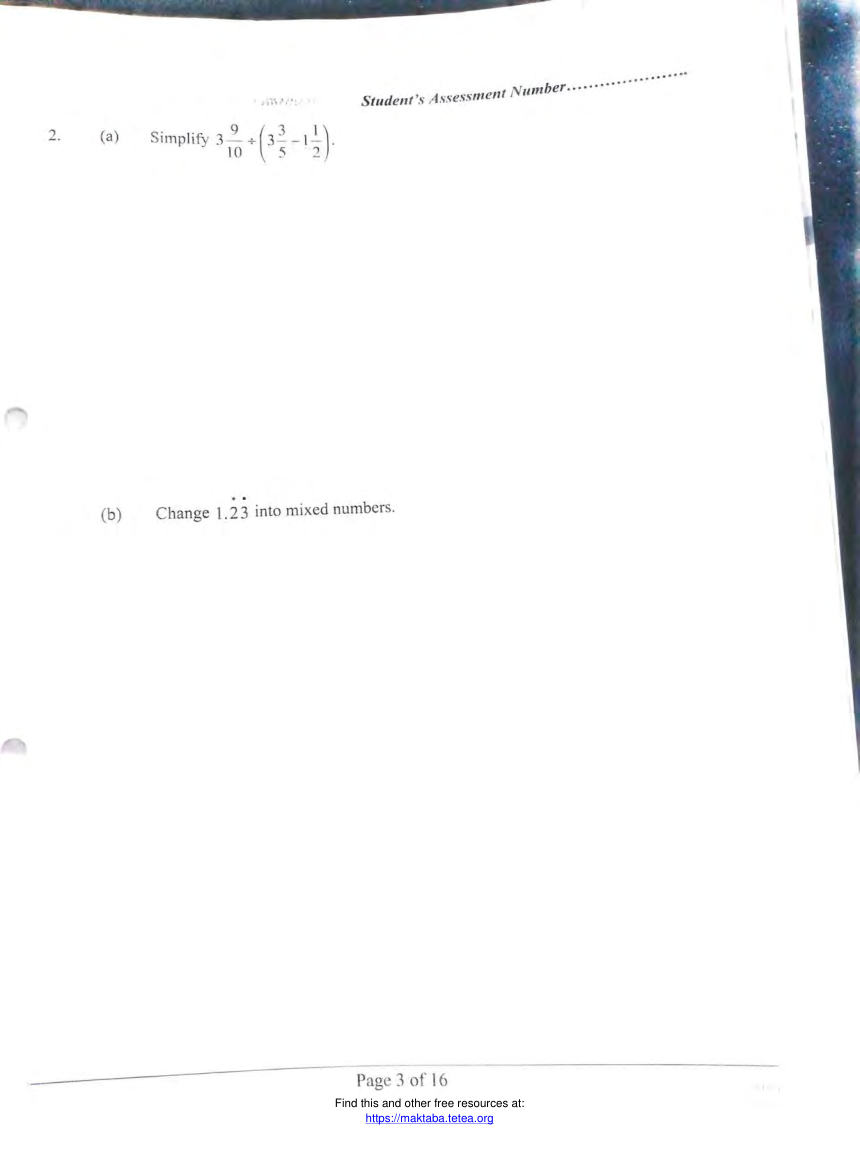 Student's Assessment Number......................
2. (a) Simplify 3 9/10 ÷ (3 3/5 − 1 1/2).
(b) Change 1.2̇3̇ into mixed numbers.
Page 3 of 16
Find this and other free resources at:
https://maktaba.tetea.org